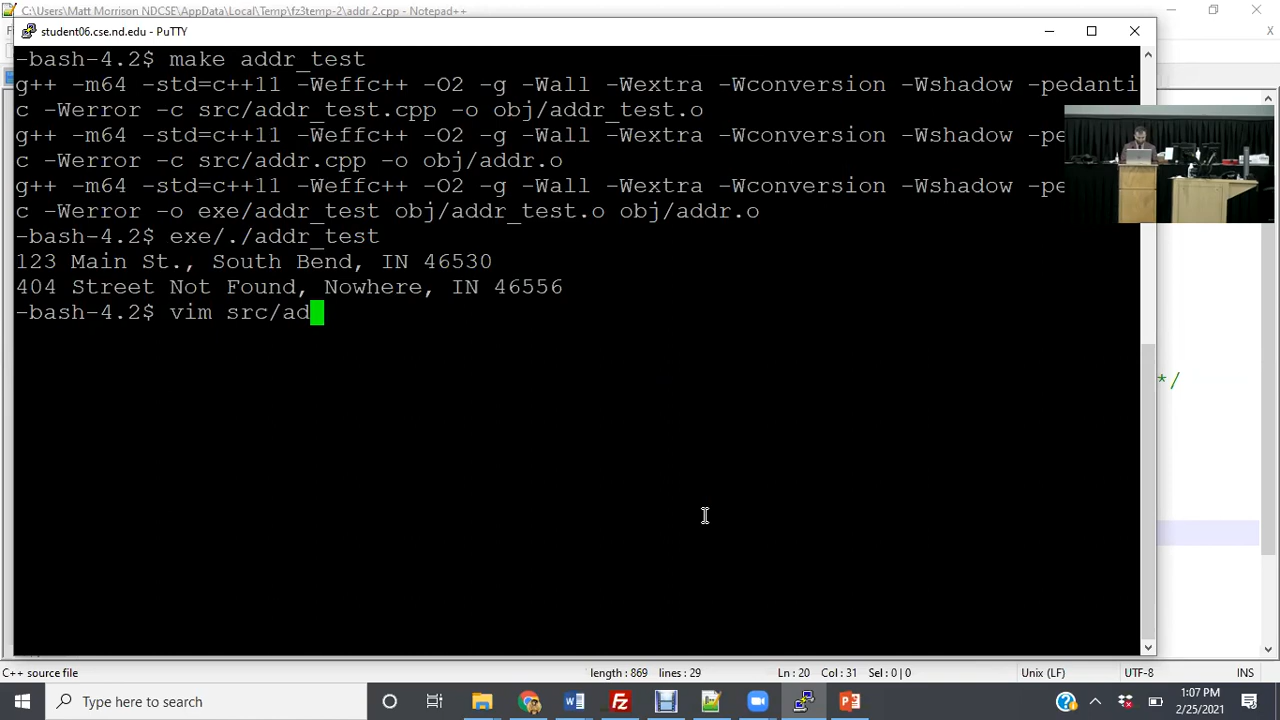 C:\Users\Matt Morrison NDCSE\AppData\Local\Temp\fz3temp-2\addr 2.cpp - Notepad++
student06.cse.nd.edu - PuTTY
-bash-4.2$ make addr_test
g++ -m64 -std=c++11 -Weffc++ -O2 -g -Wall -Wextra -Wconversion -Wshadow -pedanti
c -Werror -c src/addr_test.cpp -o obj/addr_test.o
g++ -m64 -std=c++11 -Weffc++ -O2 -g -Wall -Wextra -Wconversion -Wshadow -pe
c -Werror -c src/addr.cpp -o obj/addr.o
g++ -m64 -std=c++11 -Weffc++ -O2 -g -Wall -Wextra -Wconversion -Wshadow -pe
c -Werror -o exe/addr_test obj/addr_test.o obj/addr.o
-bash-4.2$ exe/./addr_test
123 Main St., South Bend, IN 46530
404 Street Not Found, Nowhere, IN 46556
-bash-4.2$ vim src/ad
*/
C++ source file length : 869 lines : 29 Ln : 20 Col : 31 Sel : 0 | 0 Unix (LF) UTF-8 INS
Type here to search
1:07 PM
2/25/2021